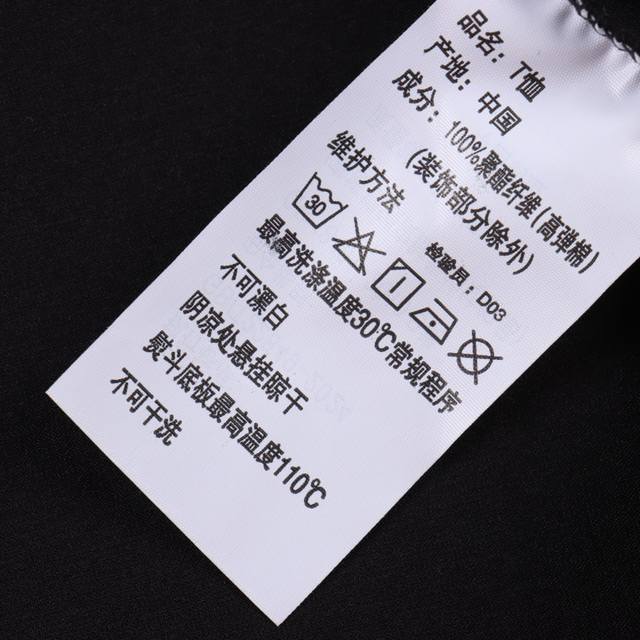 品名：T恤
产地：中国
成分：100%聚酯纤维(高弹棉)
(装饰部分除外)
维护方法
检验员：D03
30
最高洗涤温度30℃常规程序
不可漂白
阴凉处悬挂晾干
熨斗底板最高温度110℃
不可干洗